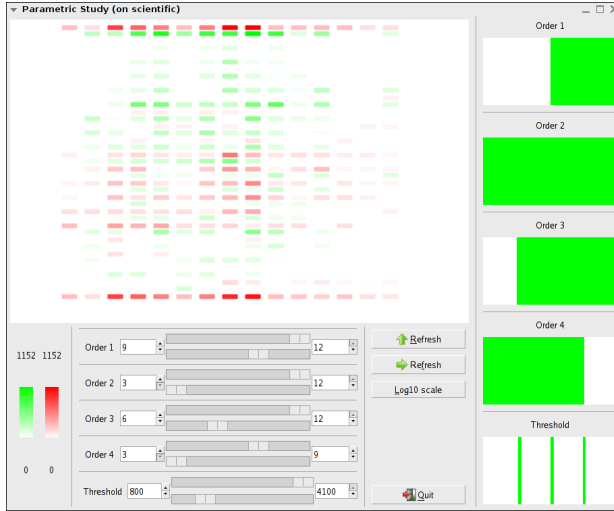 Parametric Study (on scientific)
Order 1
Order 2
Order 3
Order 4
Threshold
1152 1152
0 0
Order 1 9 12
Order 2 3 12
Order 3 6 12
Order 4 3 9
Threshold 800 4100
Refresh
Refresh
Log10 scale
Quit